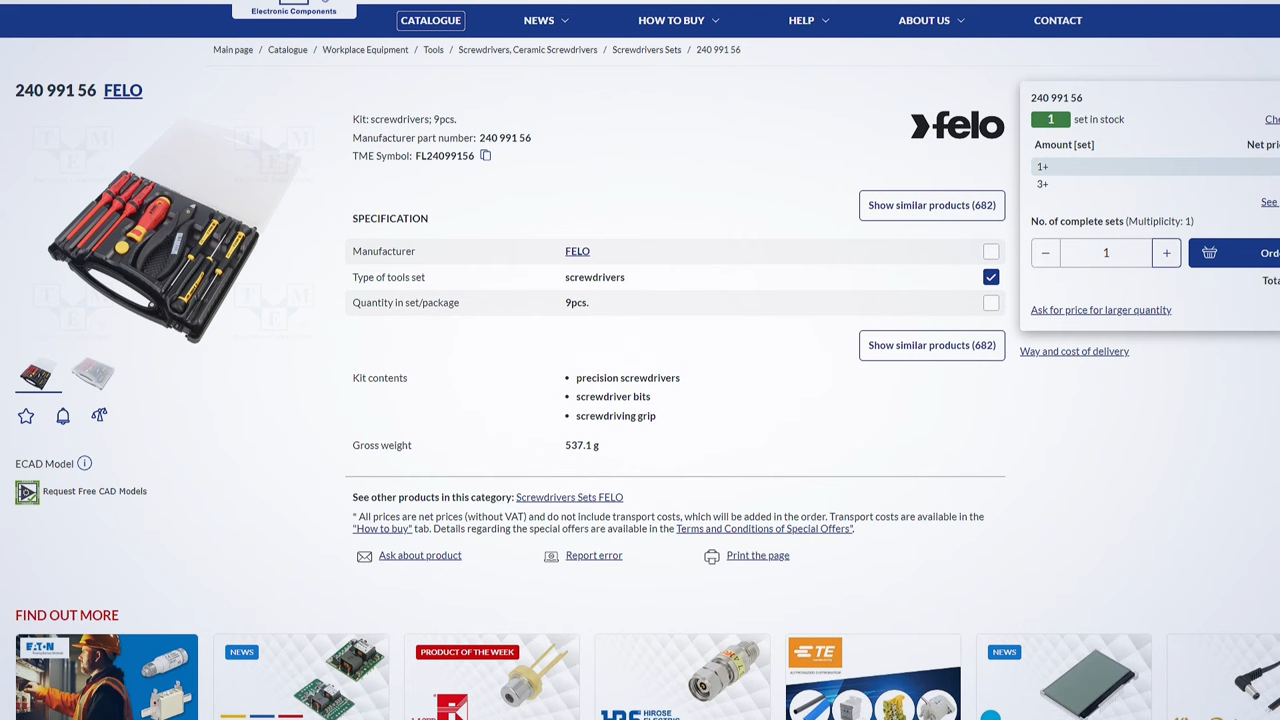 Electronic Components
CATALOGUE
NEWS
HOW TO BUY
HELP
ABOUT US
CONTACT
Main page / Catalogue / Workplace Equipment / Tools / Screwdrivers, Ceramic Screwdrivers / Screwdrivers Sets / 240 991 56
240 991 56 FELO
Kit: screwdrivers; 9pcs.
Manufacturer part number: 240 991 56
TME Symbol: FL24099156
felo
Show similar products (682)
SPECIFICATION
Manufacturer FELO
Type of tools set screwdrivers
Quantity in set/package 9pcs.
Show similar products (682)
Kit contents
• precision screwdrivers
• screwdriver bits
• screwdriving grip
Gross weight 537.1 g
See other products in this category: Screwdrivers Sets FELO
* All prices are net prices (without VAT) and do not include transport costs, which will be added in the order. Transport costs are available in the
"How to buy" tab. Details regarding the special offers are available in the Terms and Conditions of Special Offers".
Ask about product
Report error
Print the page
ECAD Model
Request Free CAD Models
240 991 56
1 set in stock
Amount [set]
1+
3+
See
No. of complete sets (Multiplicity: 1)
− 1 +
Ask for price for larger quantity
Way and cost of delivery
FIND OUT MORE
EATON
NEWS
PRODUCT OF THE WEEK
HIROSE
TE
NEWS